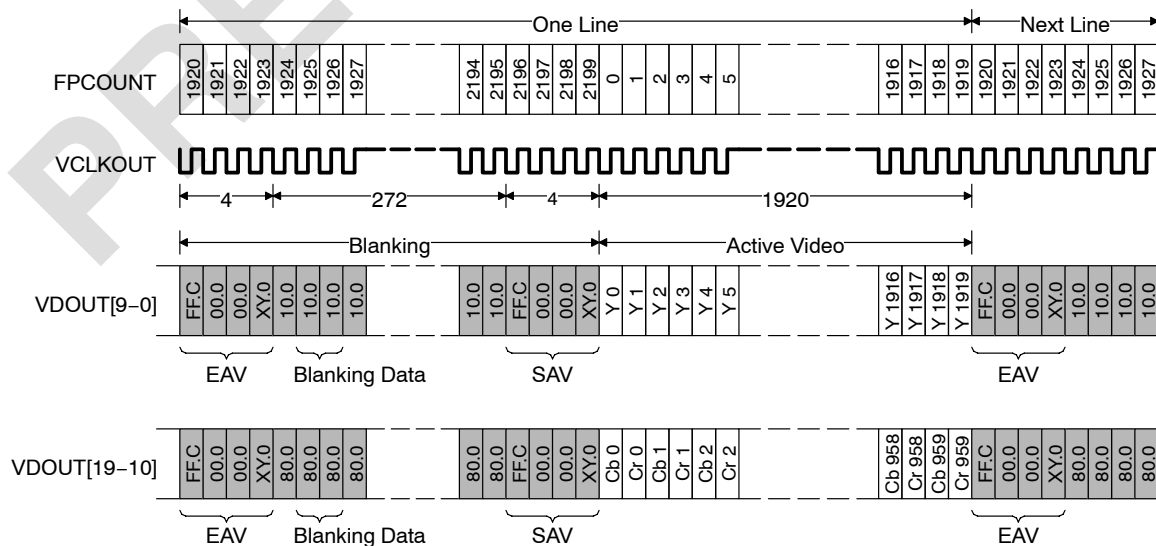 PRE
One Line Next Line
FPCOUNT 1920 1921 1922 1923 1924 1925 1926 1927 2194 2195 2196 2197 2198 2199 0 1 2 3 4 5 1916 1917 1918 1919 1920 1921 1922 1923 1924 1925 1926 1927
VCLKOUT
4 272 4 1920
Blanking Active Video
VDOUT[9–0] FF.C 00.0 00.0 XY.0 10.0 10.0 10.0 10.0 10.0 10.0 FF.C 00.0 00.0 XY.0 Y 0 Y 1 Y 2 Y 3 Y 4 Y 5 Y 1916 Y 1917 Y 1918 Y 1919 FF.C 00.0 00.0 XY.0 10.0 10.0 10.0 10.0
EAV Blanking Data SAV EAV
VDOUT[19–10] FF.C 00.0 00.0 XY.0 80.0 80.0 80.0 80.0 80.0 80.0 FF.C 00.0 00.0 XY.0 Cb 0 Cr 0 Cb 1 Cr 1 Cb 2 Cr 2 Cb 958 Cr 958 Cb 959 Cr 959 FF.C 00.0 00.0 XY.0 80.0 80.0 80.0 80.0
EAV Blanking Data SAV EAV